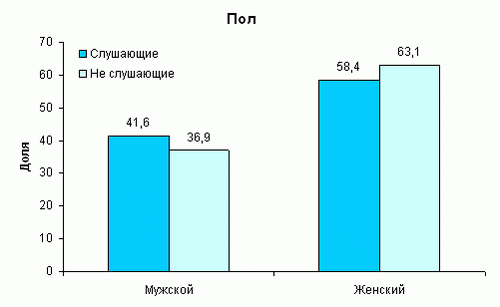 Пол
70
60
50
40
30
20
10
0
Доля
Слушающие
Не слушающие
41,6
36,9
58,4
63,1
Мужской
Женский